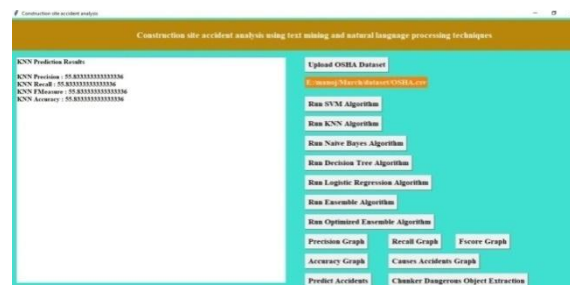 Construction site accident analysis
Construction site accident analysis using text mining and natural language processing techniques
KNN Prediction Results
KNN Precision : 55.833333333333336
KNN Recall : 55.833333333333336
KNN FMeasure : 55.833333333333336
KNN Accuracy : 55.833333333333336
Upload OSHA Dataset
E:/manoj/March/dataset/OSHA.csv
Run SVM Algorithm
Run KNN Algorithm
Run Naive Bayes Algorithm
Run Decision Tree Algorithm
Run Logistic Regression Algorithm
Run Ensemble Algorithm
Run Optimized Ensemble Algorithm
Precision Graph Recall Graph Fscore Graph
Accuracy Graph Causes Accidents Graph
Predict Accidents Chunker Dangerous Object Extraction